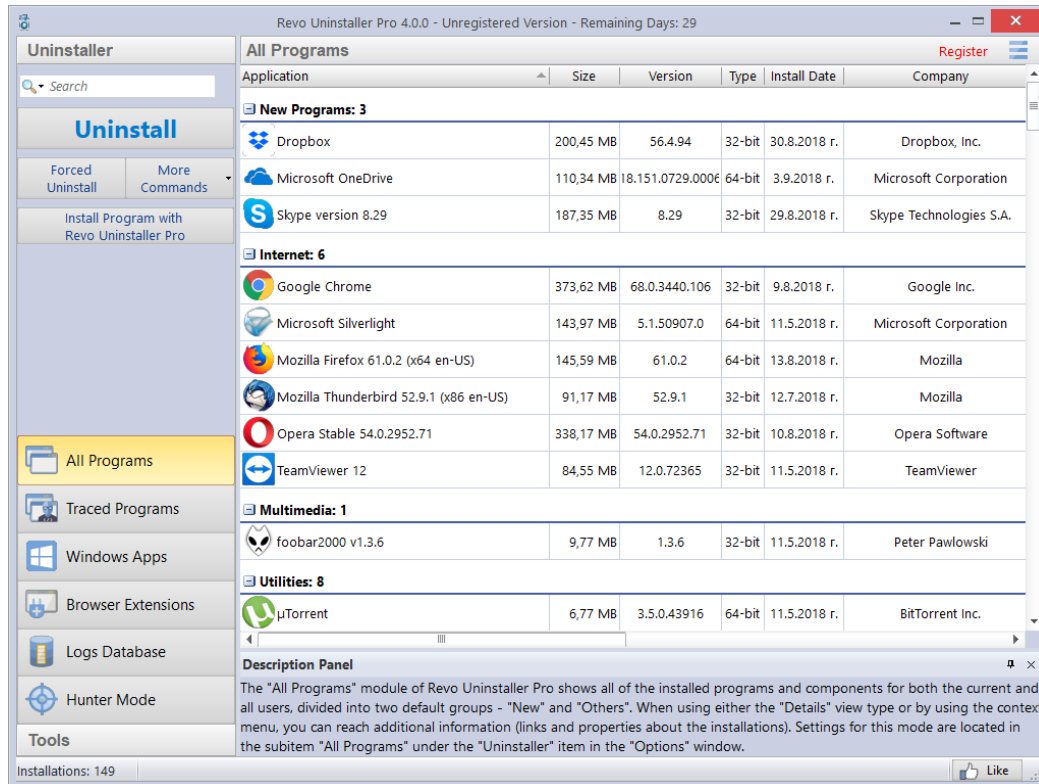 Revo Uninstaller Pro 4.0.0 - Unregistered Version - Remaining Days: 29
Uninstaller
Search
Uninstall
Forced Uninstall
More Commands
Install Program with
Revo Uninstaller Pro
All Programs
Traced Programs
Windows Apps
Browser Extensions
Logs Database
Hunter Mode
Tools
All Programs Register
Application Size Version Type Install Date Company
New Programs: 3
Dropbox 200,45 MB 56.4.94 32-bit 30.8.2018 г. Dropbox, Inc.
Microsoft OneDrive 110,34 MB 18.151.0729.0006 64-bit 3.9.2018 г. Microsoft Corporation
Skype version 8.29 187,35 MB 8.29 32-bit 29.8.2018 г. Skype Technologies S.A.
Internet: 6
Google Chrome 373,62 MB 68.0.3440.106 32-bit 9.8.2018 г. Google Inc.
Microsoft Silverlight 143,97 MB 5.1.50907.0 64-bit 11.5.2018 г. Microsoft Corporation
Mozilla Firefox 61.0.2 (x64 en-US) 145,59 MB 61.0.2 64-bit 13.8.2018 г. Mozilla
Mozilla Thunderbird 52.9.1 (x86 en-US) 91,17 MB 52.9.1 32-bit 12.7.2018 г. Mozilla
Opera Stable 54.0.2952.71 338,17 MB 54.0.2952.71 32-bit 10.8.2018 г. Opera Software
TeamViewer 12 84,55 MB 12.0.72365 32-bit 11.5.2018 г. TeamViewer
Multimedia: 1
foobar2000 v1.3.6 9,77 MB 1.3.6 32-bit 11.5.2018 г. Peter Pawlowski
Utilities: 8
µTorrent 6,77 MB 3.5.0.43916 64-bit 11.5.2018 г. BitTorrent Inc.
Description Panel
The "All Programs" module of Revo Uninstaller Pro shows all of the installed programs and components for both the current and
all users, divided into two default groups - "New" and "Others". When using either the "Details" view type or by using the contex
menu, you can reach additional information (links and properties about the installations). Settings for this mode are located in
the subitem "All Programs" under the "Uninstaller" item in the "Options" window.
Installations: 149
Like